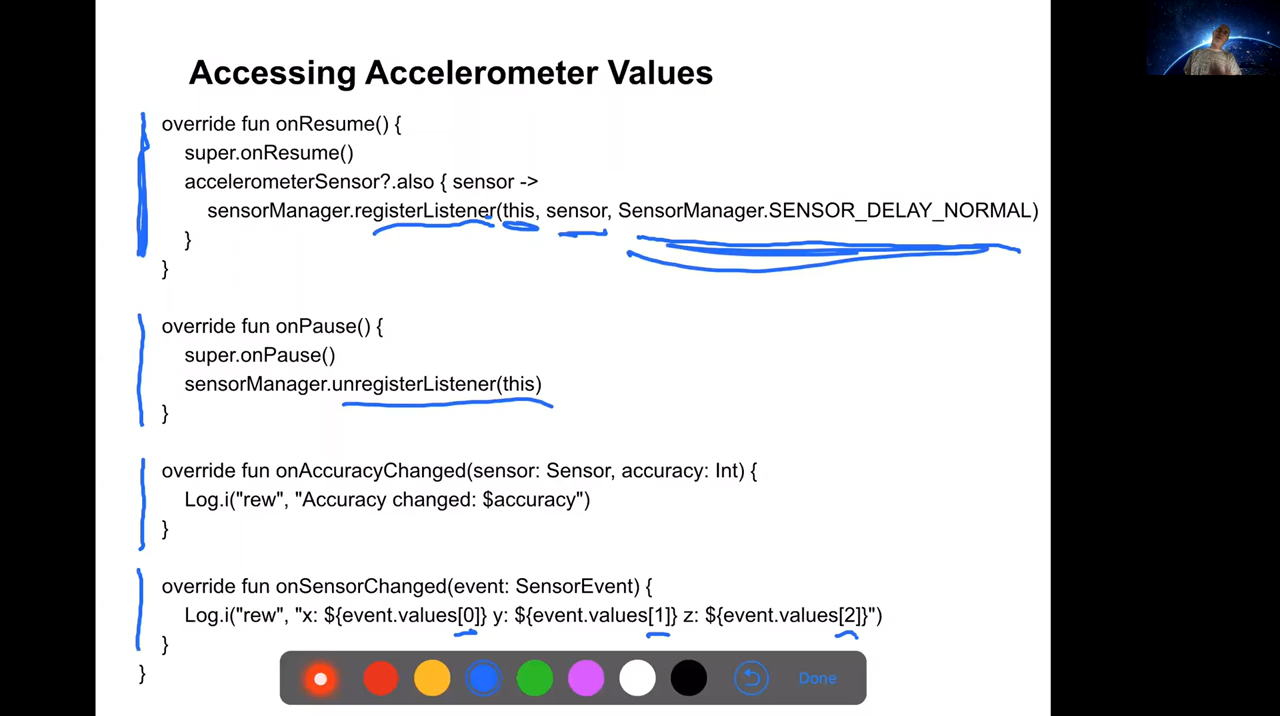 Accessing Accelerometer Values
override fun onResume() {
super.onResume()
accelerometerSensor?.also { sensor ->
sensorManager.registerListener(this, sensor, SensorManager.SENSOR_DELAY_NORMAL)
}
}
override fun onPause() {
super.onPause()
sensorManager.unregisterListener(this)
}
override fun onAccuracyChanged(sensor: Sensor, accuracy: Int) {
Log.i("rew", "Accuracy changed: $accuracy")
}
override fun onSensorChanged(event: SensorEvent) {
Log.i("rew", "x: ${event.values[0]} y: ${event.values[1]} z: ${event.values[2]}")
}
}
Done